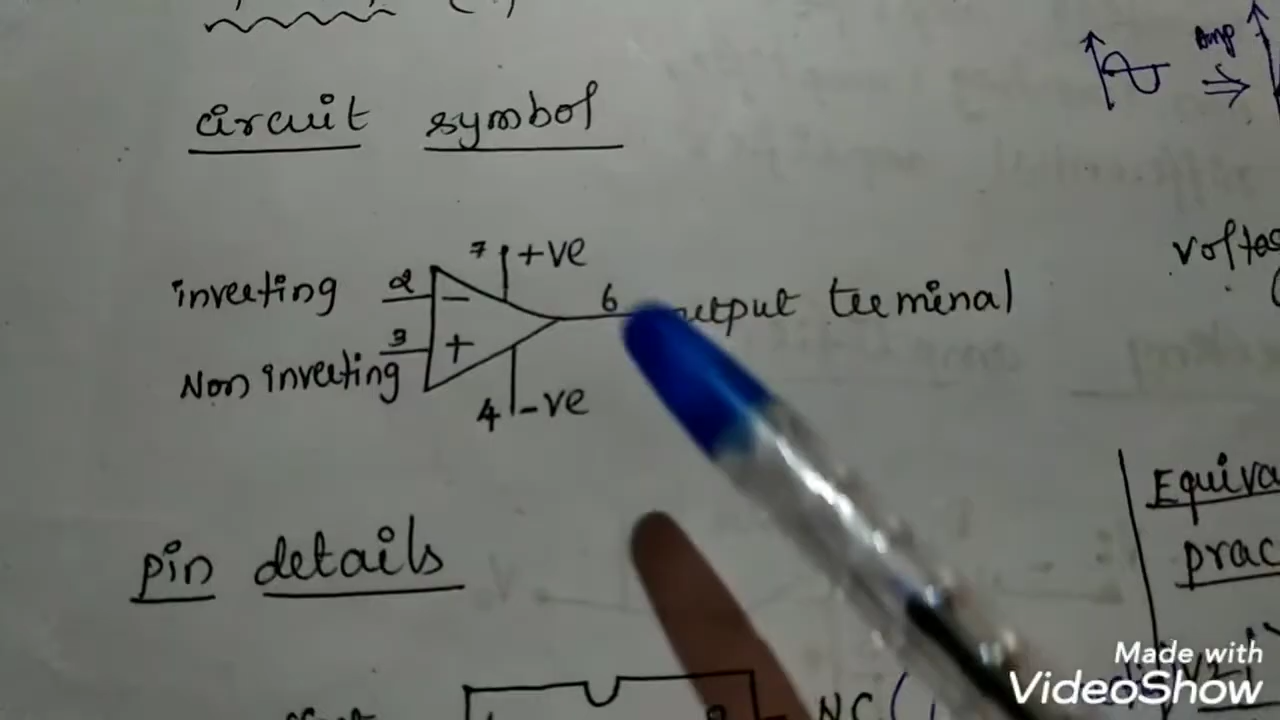 Amp
circuit symbol
voltag
7 +ve
inverting 2 - 6 output terminal
3
Non inverting +
4 -ve
Equiva
prac
pin details
NC (
Made with
VideoShow